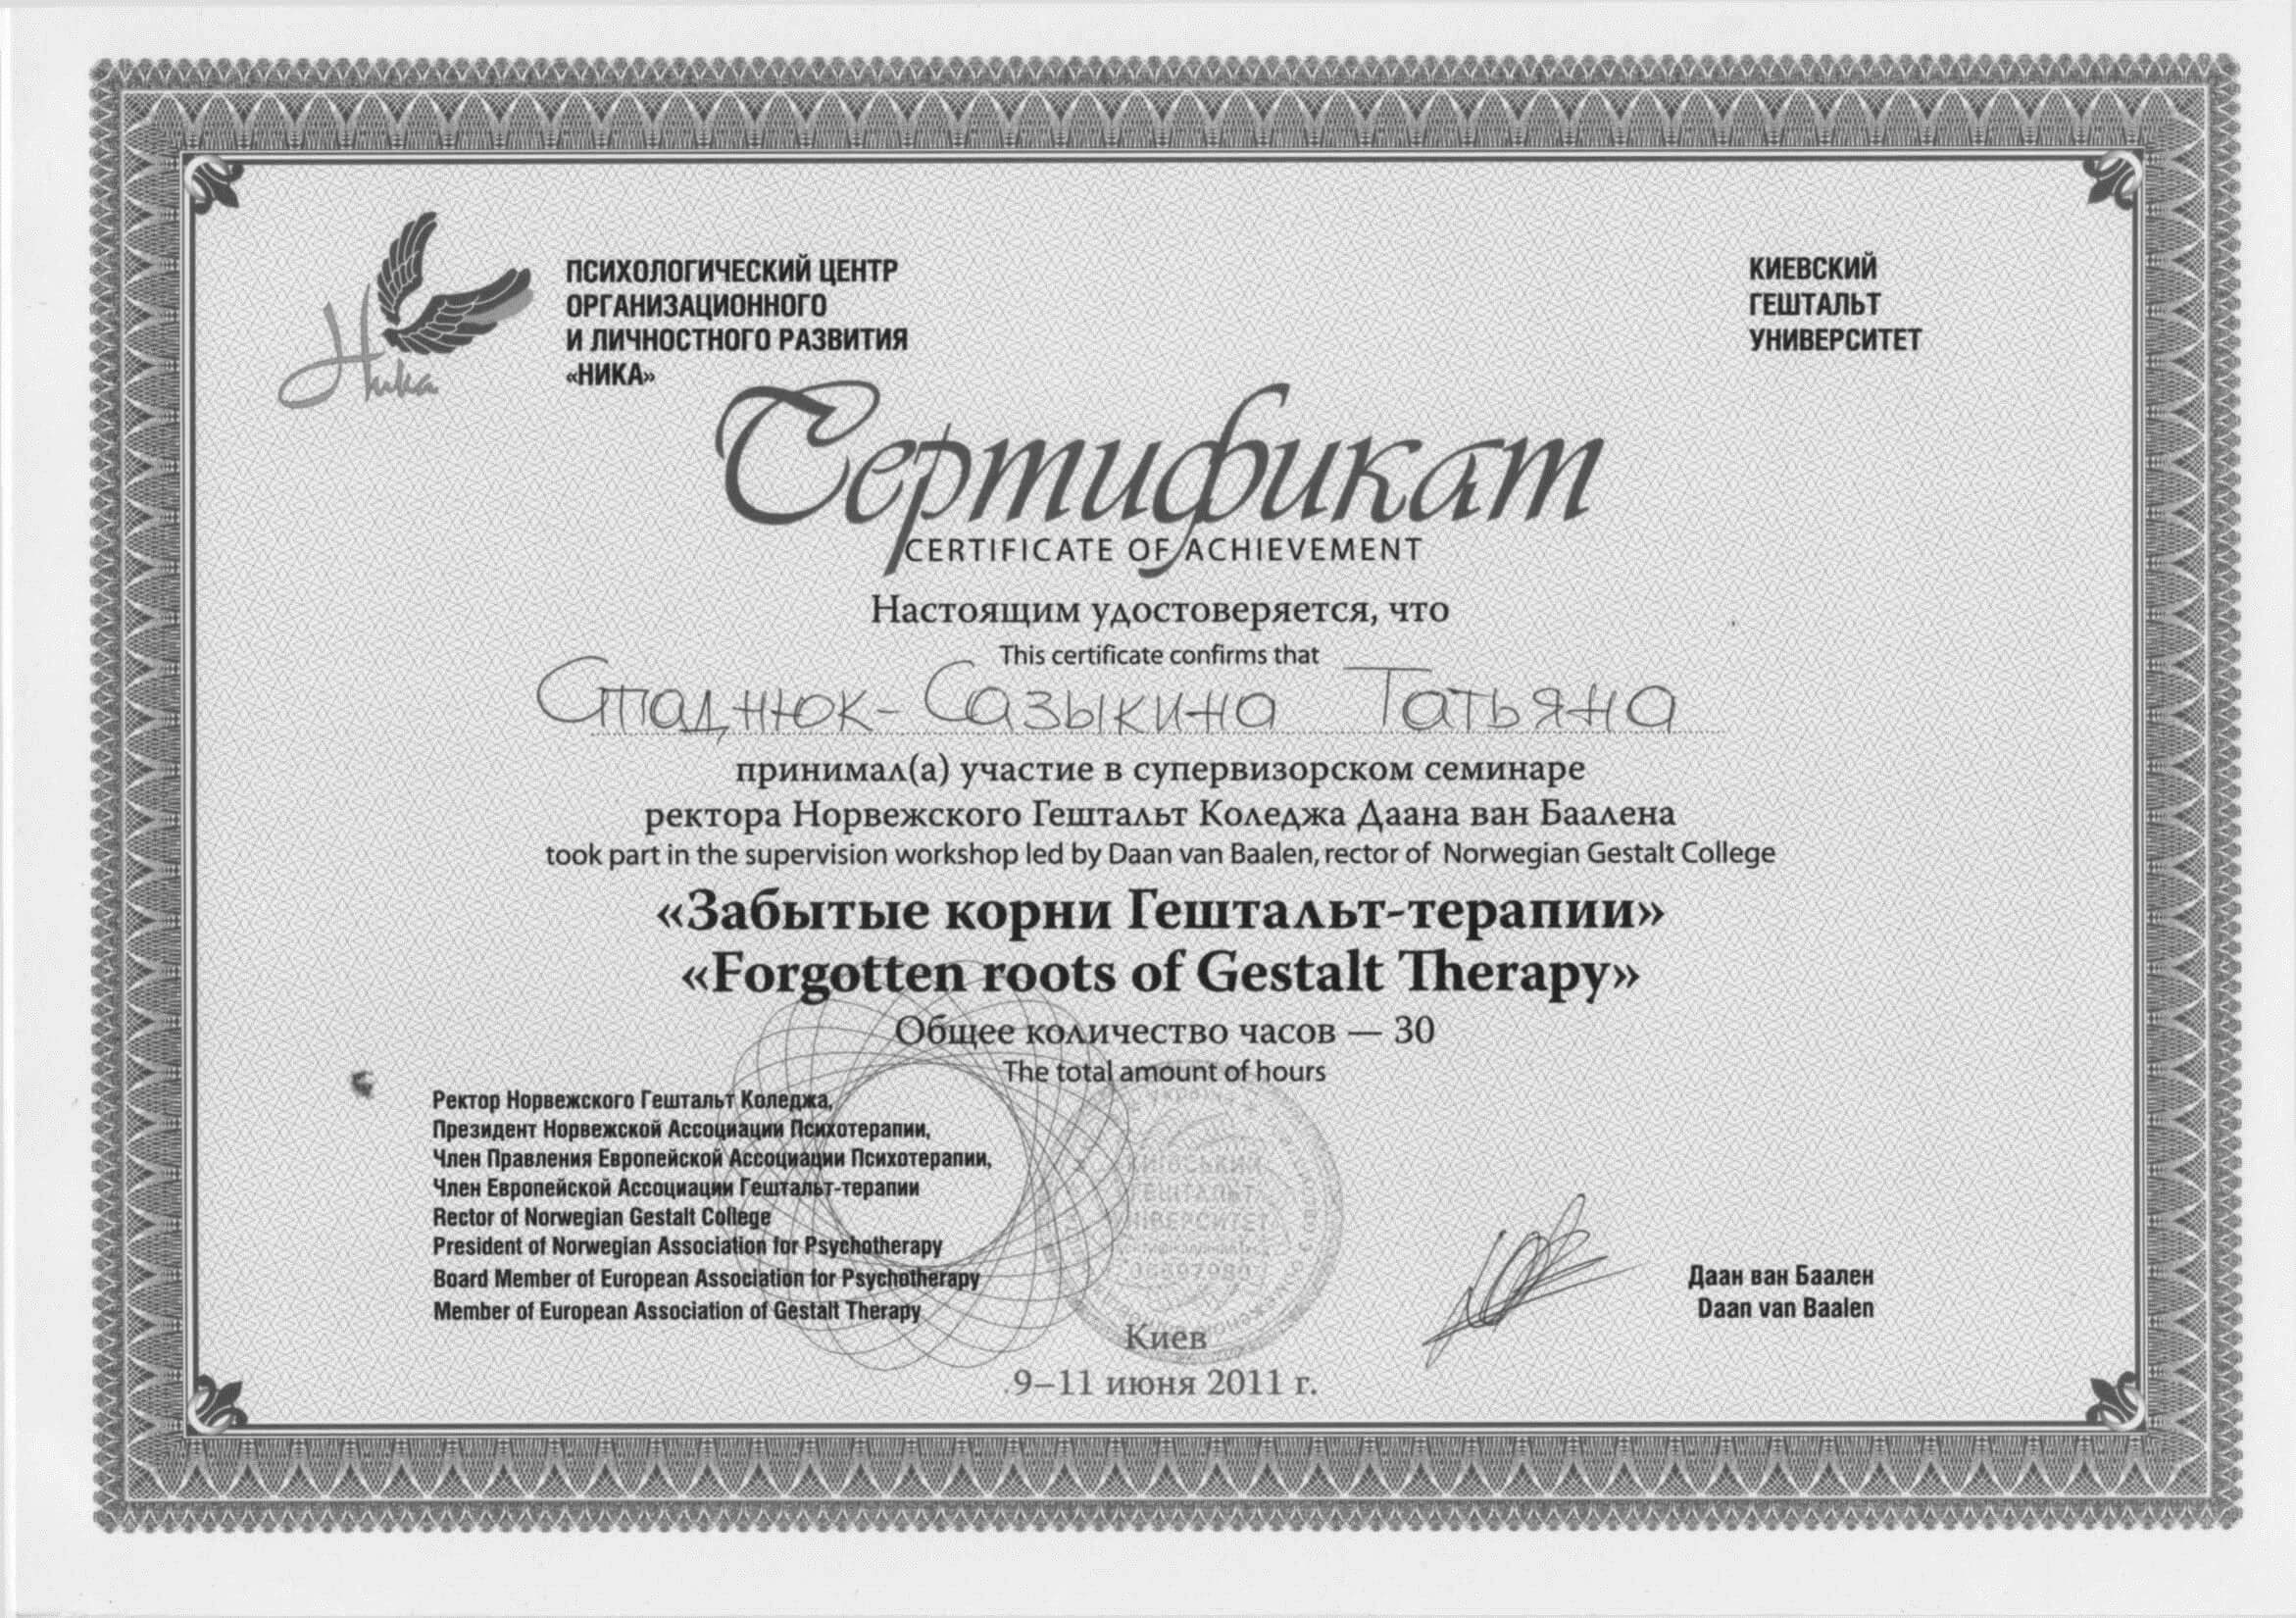 Ника
ПСИХОЛОГИЧЕСКИЙ ЦЕНТР
ОРГАНИЗАЦИОННОГО
И ЛИЧНОСТНОГО РАЗВИТИЯ
«НИКА»
КИЕВСКИЙ
ГЕШТАЛЬТ
УНИВЕРСИТЕТ
Сертификат
CERTIFICATE OF ACHIEVEMENT
Настоящим удостоверяется, что
This certificate confirms that
Спаднюк-Сазыкина Татьяна
принимал(а) участие в супервизорском семинаре
ректора Норвежского Гештальт Коледжа Даана ван Баалена
took part in the supervision workshop led by Daan van Baalen, rector of Norwegian Gestalt College
«Забытые корни Гештальт-терапии»
«Forgotten roots of Gestalt Therapy»
Общее количество часов — 30
The total amount of hours
Ректор Норвежского Гештальт Коледжа,
Президент Норвежской Ассоциации Психотерапии,
Член Правления Европейской Ассоциации Психотерапии,
Член Европейской Ассоциации Гештальт-терапии
Rector of Norwegian Gestalt College
President of Norwegian Association for Psychotherapy
Board Member of European Association for Psychotherapy
Member of European Association of Gestalt Therapy
КИЇВСЬКИЙ
ГЕШТАЛЬТ
УНІВЕРСИТЕТ
Даан ван Баален
Daan van Baalen
Киев
9–11 июня 2011 г.